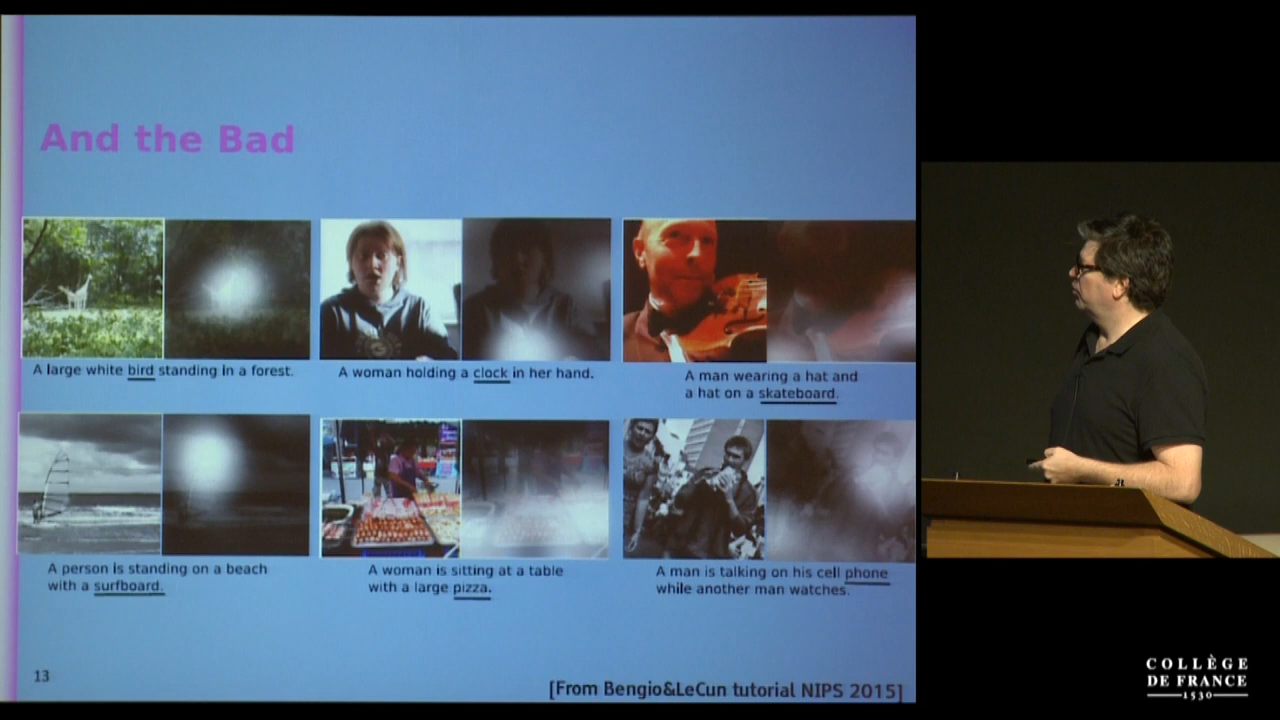 And the Bad
A large white bird standing in a forest.
A woman holding a clock in her hand.
A man wearing a hat and
a hat on a skateboard.
A person is standing on a beach
with a surfboard.
A woman is sitting at a table
with a large pizza.
A man is talking on his cell phone
while another man watches.
13
[From Bengio&LeCun tutorial NIPS 2015]
COLLÈGE
DE FRANCE
1530